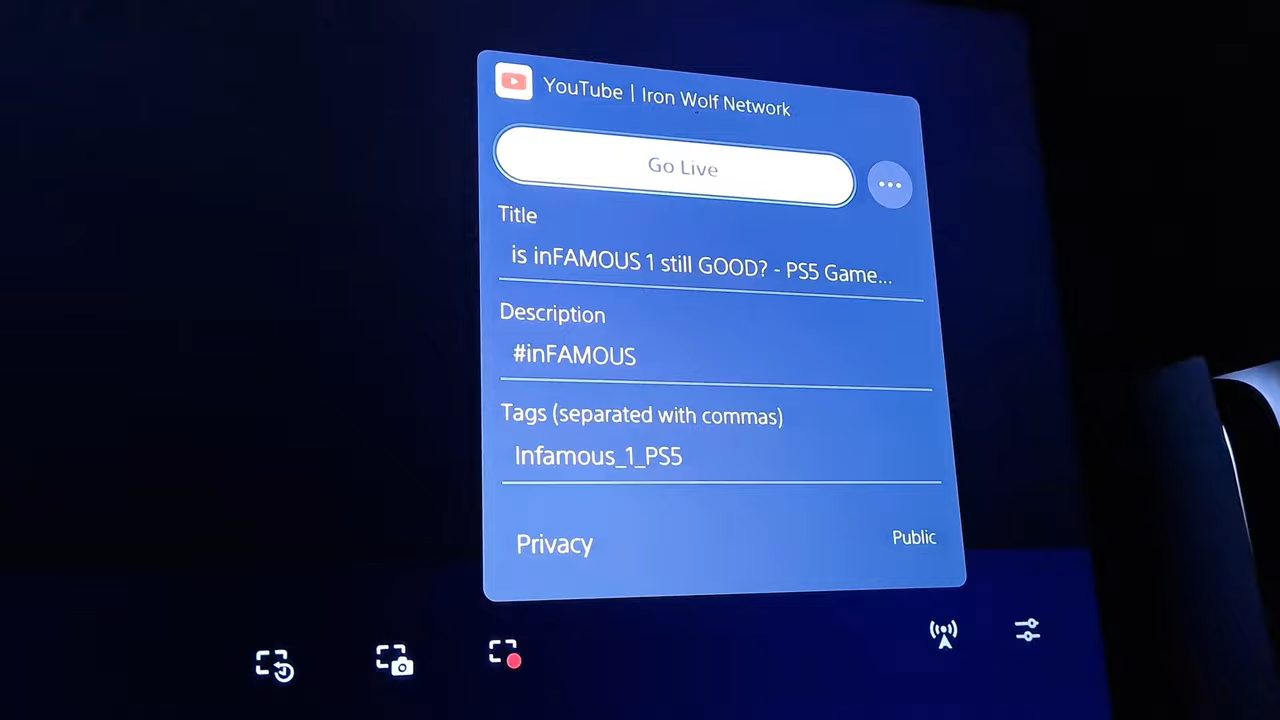 YouTube | Iron Wolf Network
Go Live
Title
is inFAMOUS 1 still GOOD? - PS5 Game...
Description
#inFAMOUS
Tags (separated with commas)
Infamous_1_PS5
Privacy
Public